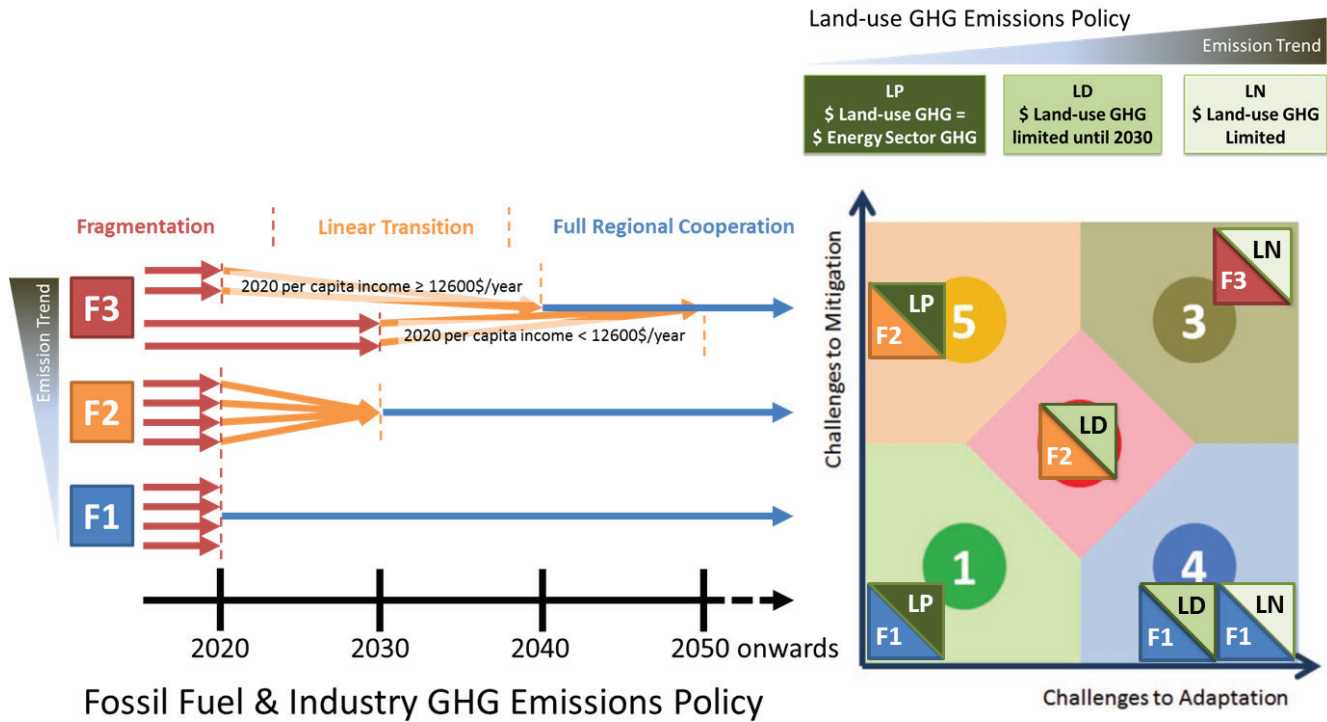 Land-use GHG Emissions Policy
Emission Trend
LP
$ Land-use GHG =
$ Energy Sector GHG
LD
$ Land-use GHG
limited until 2030
LN
$ Land-use GHG
Limited
Fragmentation
Linear Transition
Full Regional Cooperation
Emission Trend
F3
2020 per capita income ≥ 12600$/year
2020 per capita income < 12600$/year
F2
F1
2020
2030
2040
2050 onwards
Fossil Fuel & Industry GHG Emissions Policy
Challenges to Mitigation
5
LP
F2
3
LN
F3
LD
F2
1
LP
F1
4
LD
F1
LN
F1
Challenges to Adaptation